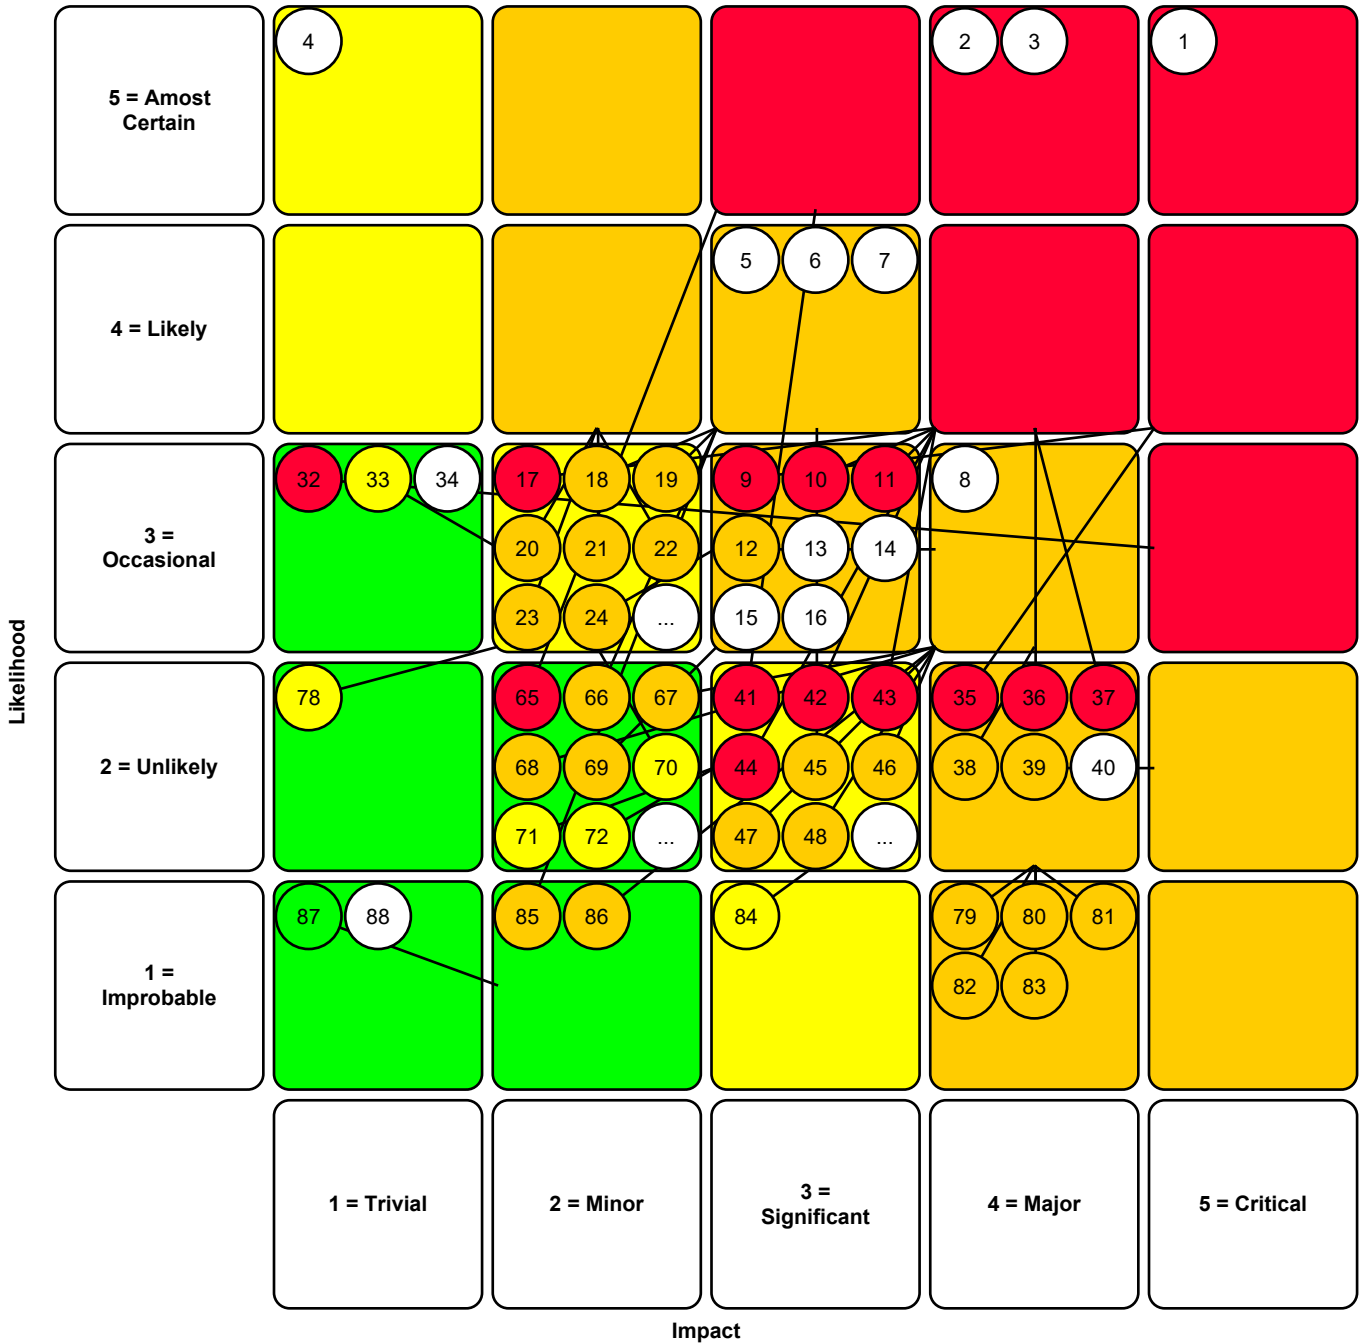 4
2 3
1
5 = Amost
Certain
5 6 7
4 = Likely
32 33 34
17 18 19
9 10 11
8
3 =
Occasional
20 21 22
12 13 14
23 24 ...
15 16
78
65 66 67
41 42 43
35 36 37
2 = Unlikely
68 69 70
44 45 46
38 39 40
71 72 ...
47 48 ...
87 88
85 86
84
79 80 81
1 =
Improbable
82 83
Likelihood
1 = Trivial
2 = Minor
3 =
Significant
4 = Major
5 = Critical
Impact